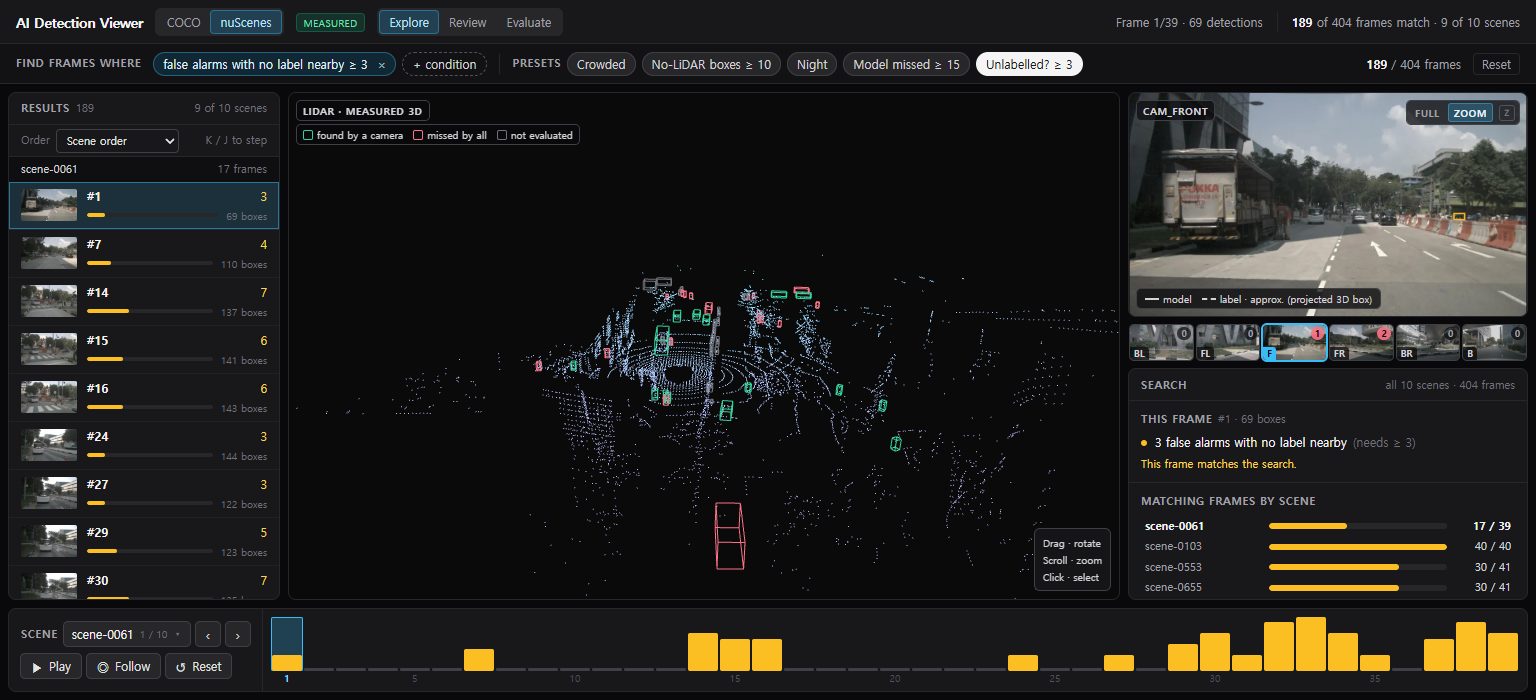 AI Detection Viewer COCO nuScenes MEASURED Explore Review Evaluate Frame 1/39 · 69 detections 189 of 404 frames match · 9 of 10 scenes
FIND FRAMES WHERE false alarms with no label nearby ≥ 3 × + condition PRESETS Crowded No-LiDAR boxes ≥ 10 Night Model missed ≥ 15 Unlabelled? ≥ 3 189 / 404 frames Reset
RESULTS 189 9 of 10 scenes
Order Scene order K / J to step
scene-0061 17 frames
#1 3
69 boxes
#7 4
110 boxes
#14 7
137 boxes
#15 6
141 boxes
#16 6
143 boxes
#24 3
144 boxes
#27 3
122 boxes
#29 5
123 boxes
#30 7
LIDAR · MEASURED 3D
found by a camera missed by all not evaluated
Drag · rotate
Scroll · zoom
Click · select
CAM_FRONT FULL ZOOM Z
model label · approx. (projected 3D box)
BL 0 FL 0 F 1 FR 2 BR 0 B 0
SEARCH all 10 scenes · 404 frames
THIS FRAME #1 · 69 boxes
3 false alarms with no label nearby (needs ≥ 3)
This frame matches the search.
MATCHING FRAMES BY SCENE
scene-0061 17 / 39
scene-0103 40 / 40
scene-0553 30 / 41
scene-0655 30 / 41
SCENE scene-0061 1 / 10 ‹ ›
Play Follow Reset
1 5 10 15 20 25 30 35